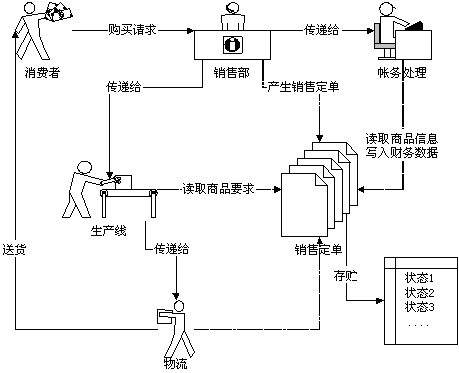 购买请求
传递给
消费者
销售部
帐务处理
传递给
产生销售定单
读取商品信息
写入财务数据
读取商品要求
生产线
送货
传递给
销售定单
存贮
状态1
状态2
状态3
....
物流